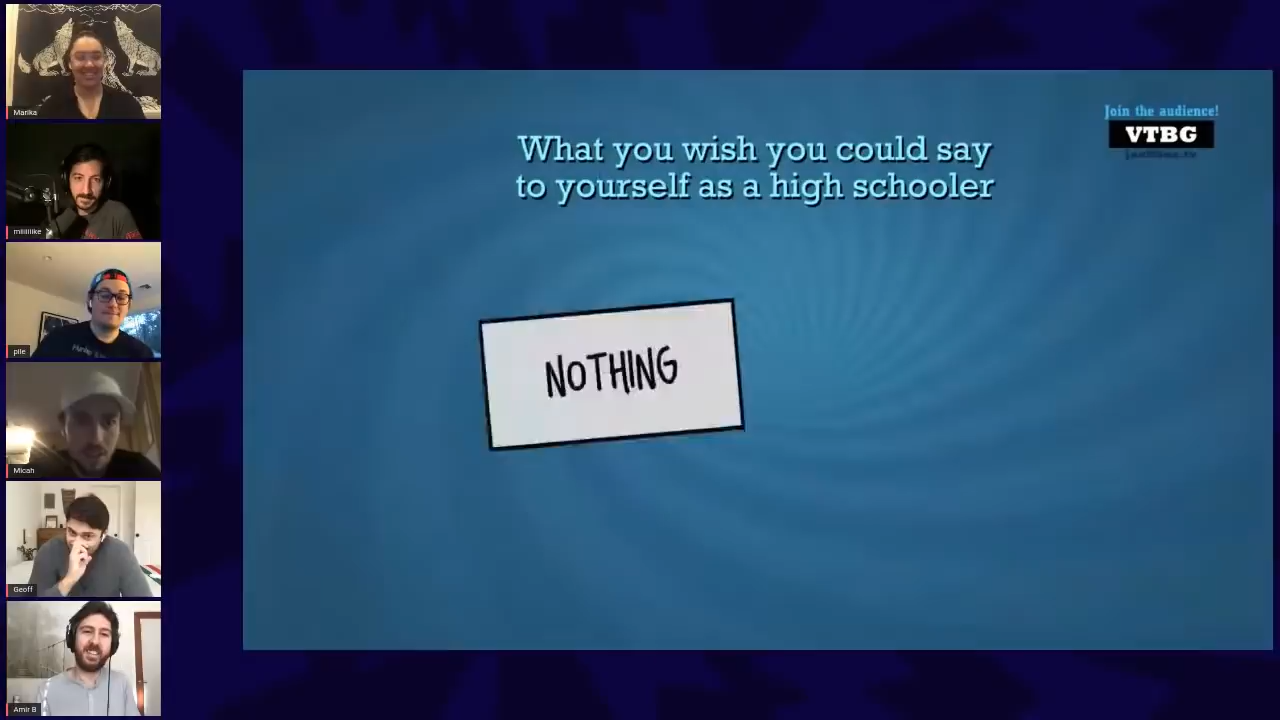 Marika
miiiiiike
pile
Micah
Geoff
Amir B
What you wish you could say
to yourself as a high schooler
NOTHING
Join the audience!
VTBG